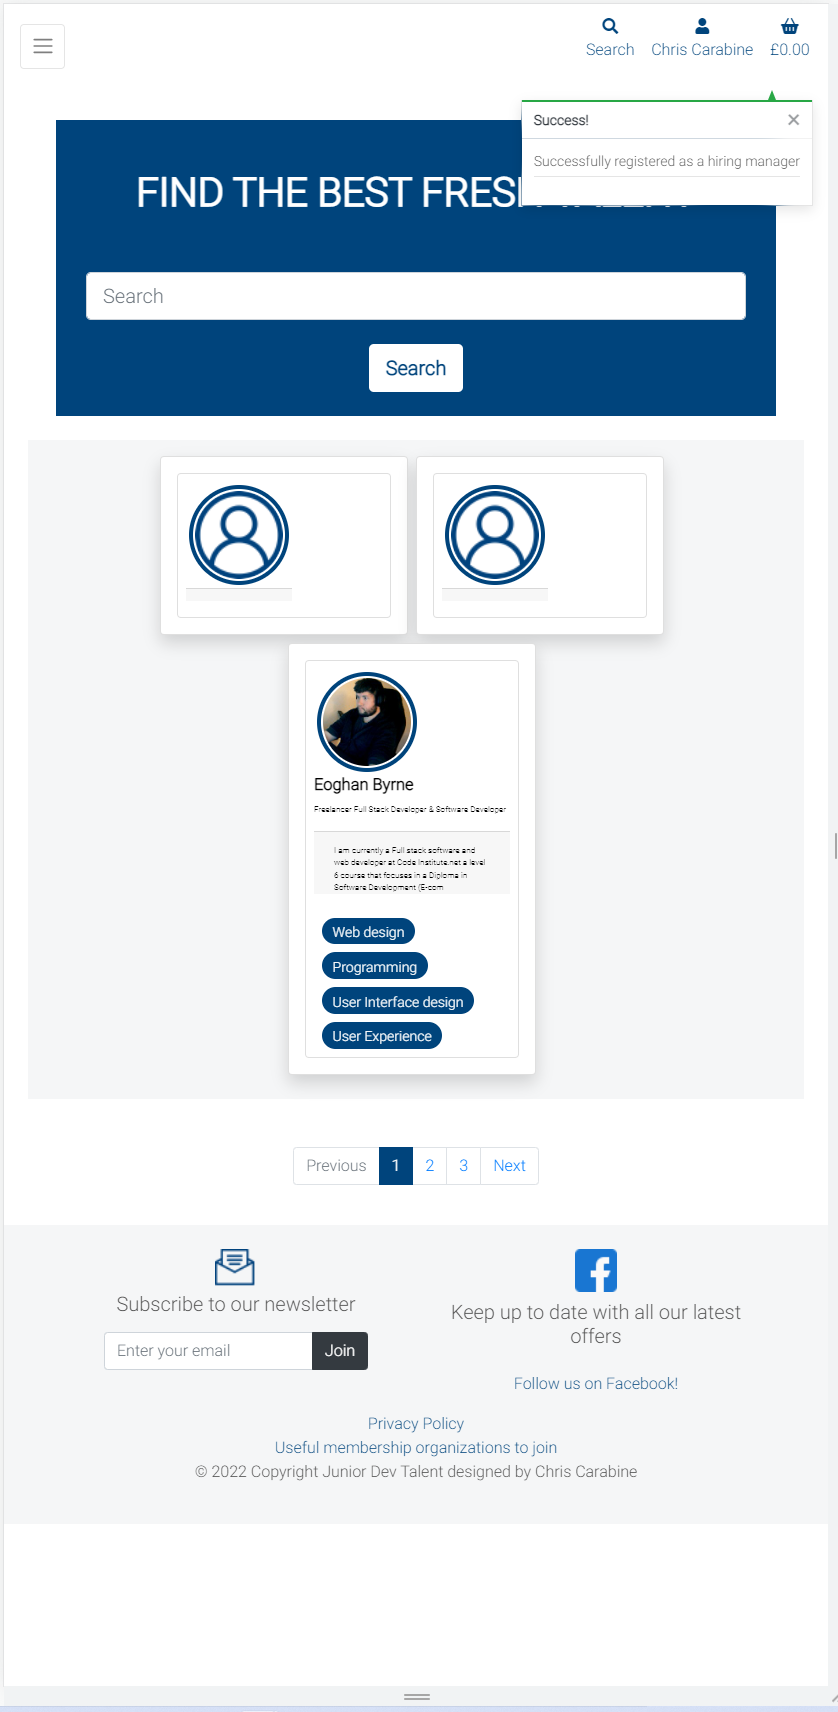 Search
Chris Carabine
£0.00
Success!
Successfully registered as a hiring manager
FIND THE BEST
Search
Search
Eoghan Byrne
Freelancer Full Stack Developer & Software Developer
I am currently a Full stack software and
web developer at Code Institute.net a level
6 course that focuses in a Diploma in
Software Development (E-com
Web design
Programming
User Interface design
User Experience
Previous
1
2
3
Next
Subscribe to our newsletter
Enter your email
Join
Keep up to date with all our latest
offers
Follow us on Facebook!
Privacy Policy
Useful membership organizations to join
© 2022 Copyright Junior Dev Talent designed by Chris Carabine